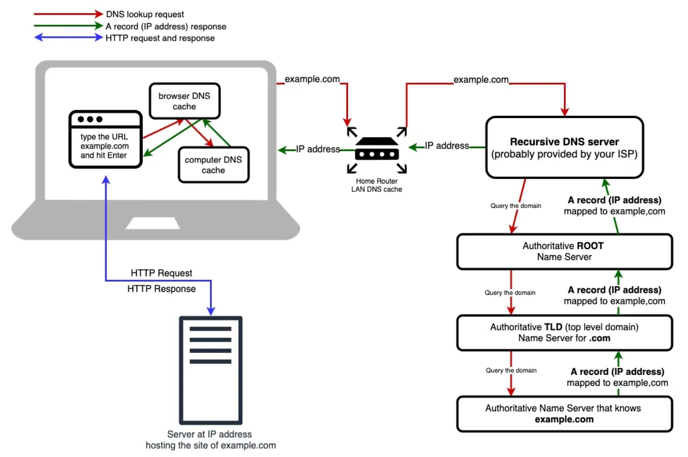 DNS lookup request
A record (IP address) response
HTTP request and response
browser DNS
cache
type the URL
example.com
and hit Enter
computer DNS
cache
example.com
IP address
Home Router
LAN DNS cache
example.com
IP address
Recursive DNS server
(probably provided by your ISP)
Query the domain
A record (IP address)
mapped to example,com
Authoritative ROOT
Name Server
Query the domain
A record (IP address)
mapped to example,com
Authoritative TLD (top level domain)
Name Server for .com
Query the domain
A record (IP address)
mapped to example,com
Authoritative Name Server that knows
example.com
HTTP Request
HTTP Response
Server at IP address
hosting the site of example.com